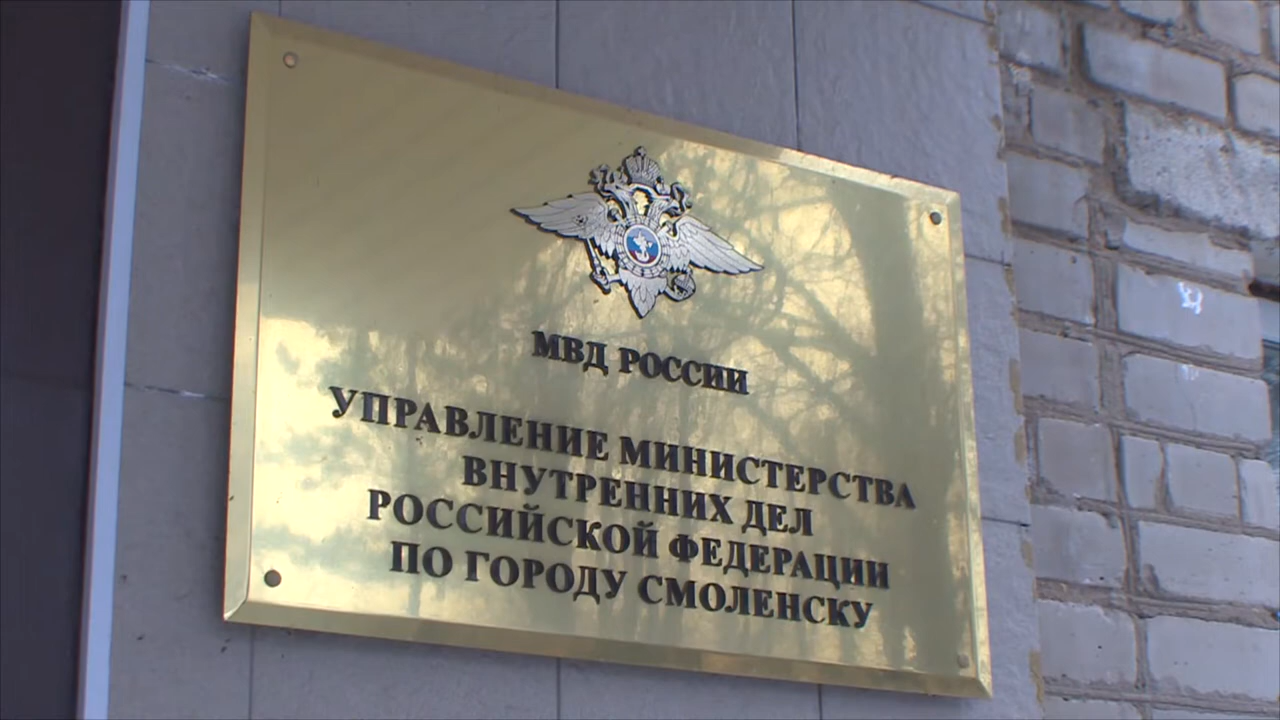 МВД РОССИИ
УПРАВЛЕНИЕ МИНИСТЕРСТВА
ВНУТРЕННИХ ДЕЛ
РОССИЙСКОЙ ФЕДЕРАЦИИ
ПО ГОРОДУ СМОЛЕНСКУ